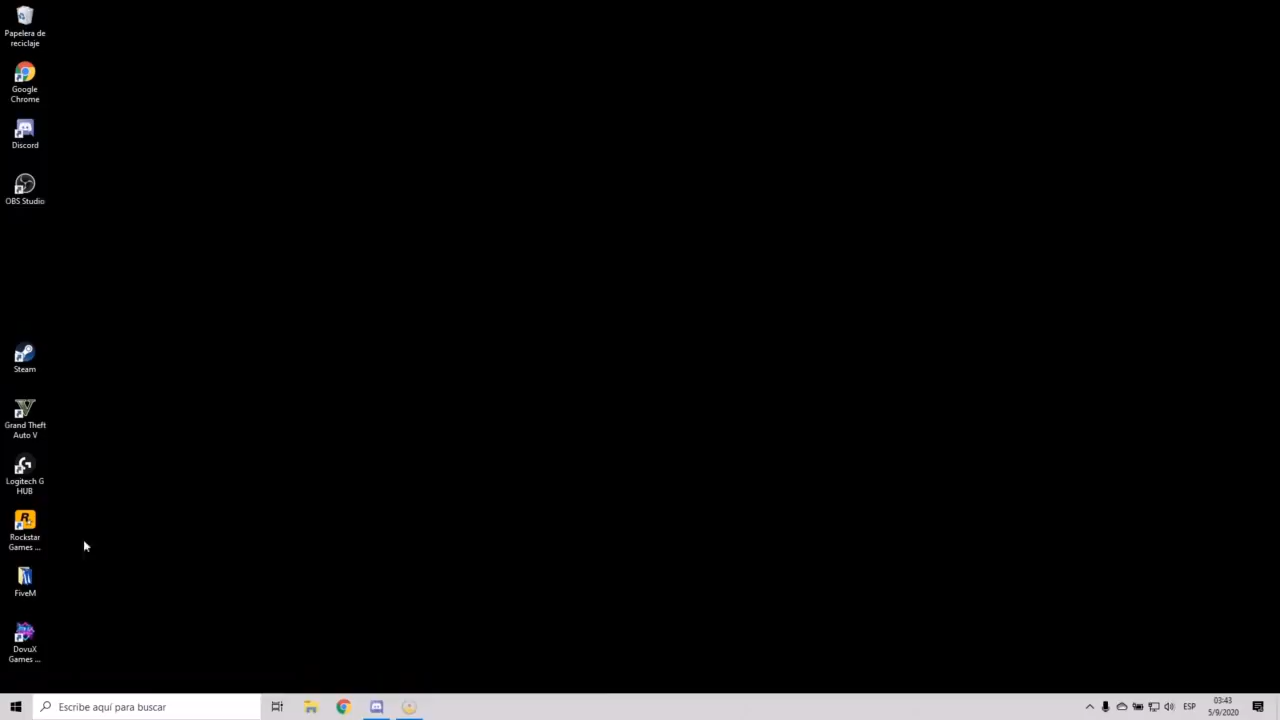 Papelera de
reciclaje
Google
Chrome
Discord
OBS Studio
Steam
Grand Theft
Auto V
Logitech G
HUB
Rockstar
Games ...
FiveM
DovuX
Games ...
Escribe aquí para buscar
ESP
03:43
5/9/2020